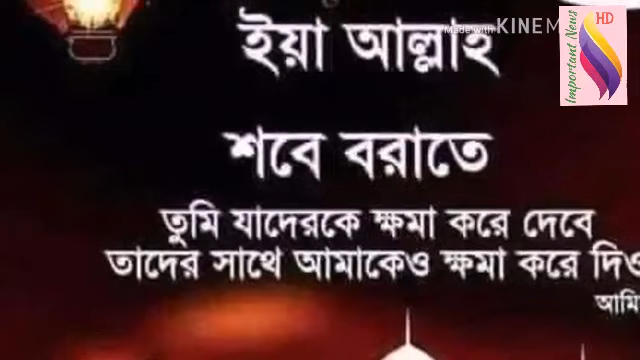 ইয়া আল্লাহ
শবে বরাতে
তুমি যাদেরকে ক্ষমা করে দেবে
তাদের সাথে আমাকেও ক্ষমা করে দিও
আমি
Made with KINEM
Important News
HD